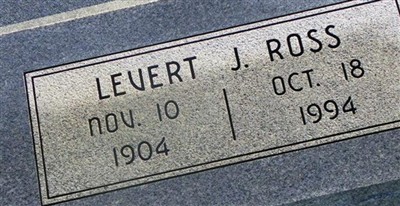 LEVERT J. ROSS
NOV. 10 OCT. 18
1904 1994